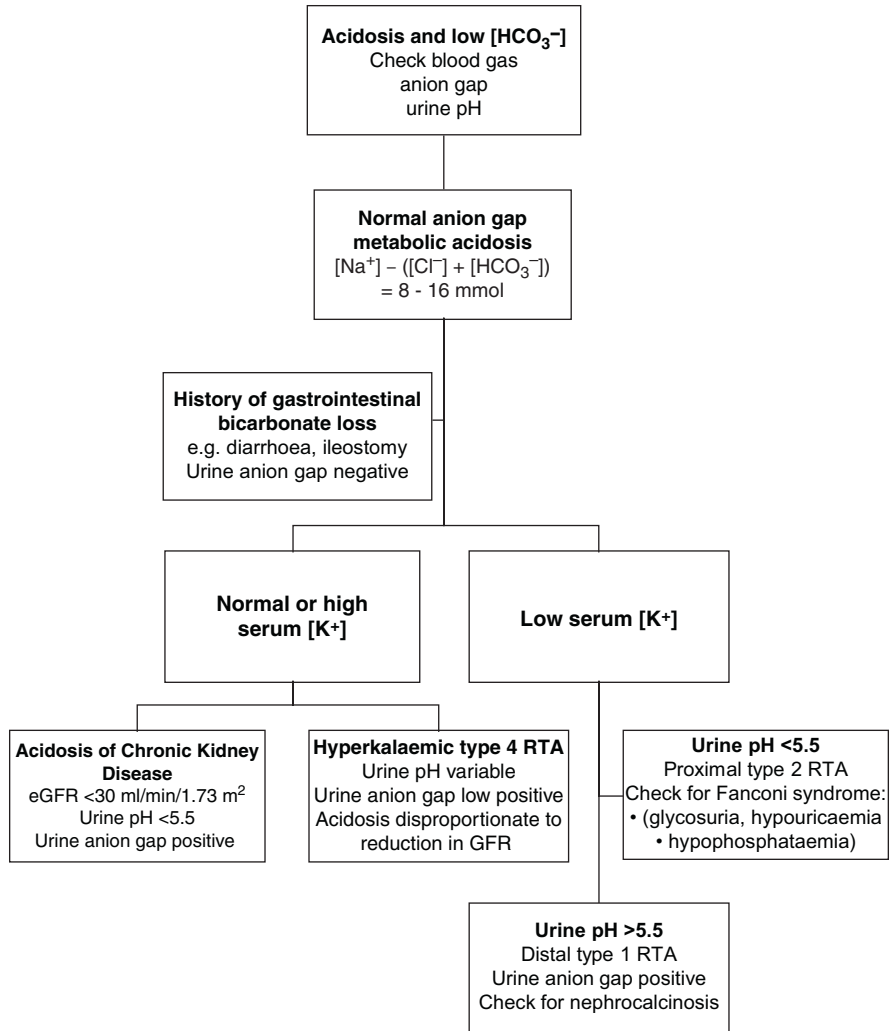 Acidosis and low [HCO₃⁻]
Check blood gas
anion gap
urine pH
Normal anion gap
metabolic acidosis
[Na⁺] – ([Cl⁻] + [HCO₃⁻])
= 8 - 16 mmol
History of gastrointestinal
bicarbonate loss
e.g. diarrhoea, ileostomy
Urine anion gap negative
Normal or high
serum [K⁺]
Low serum [K⁺]
Acidosis of Chronic Kidney
Disease
eGFR <30 ml/min/1.73 m²
Urine pH <5.5
Urine anion gap positive
Hyperkalaemic type 4 RTA
Urine pH variable
Urine anion gap low positive
Acidosis disproportionate to
reduction in GFR
Urine pH <5.5
Proximal type 2 RTA
Check for Fanconi syndrome:
• (glycosuria, hypouricaemia
• hypophosphataemia)
Urine pH >5.5
Distal type 1 RTA
Urine anion gap positive
Check for nephrocalcinosis